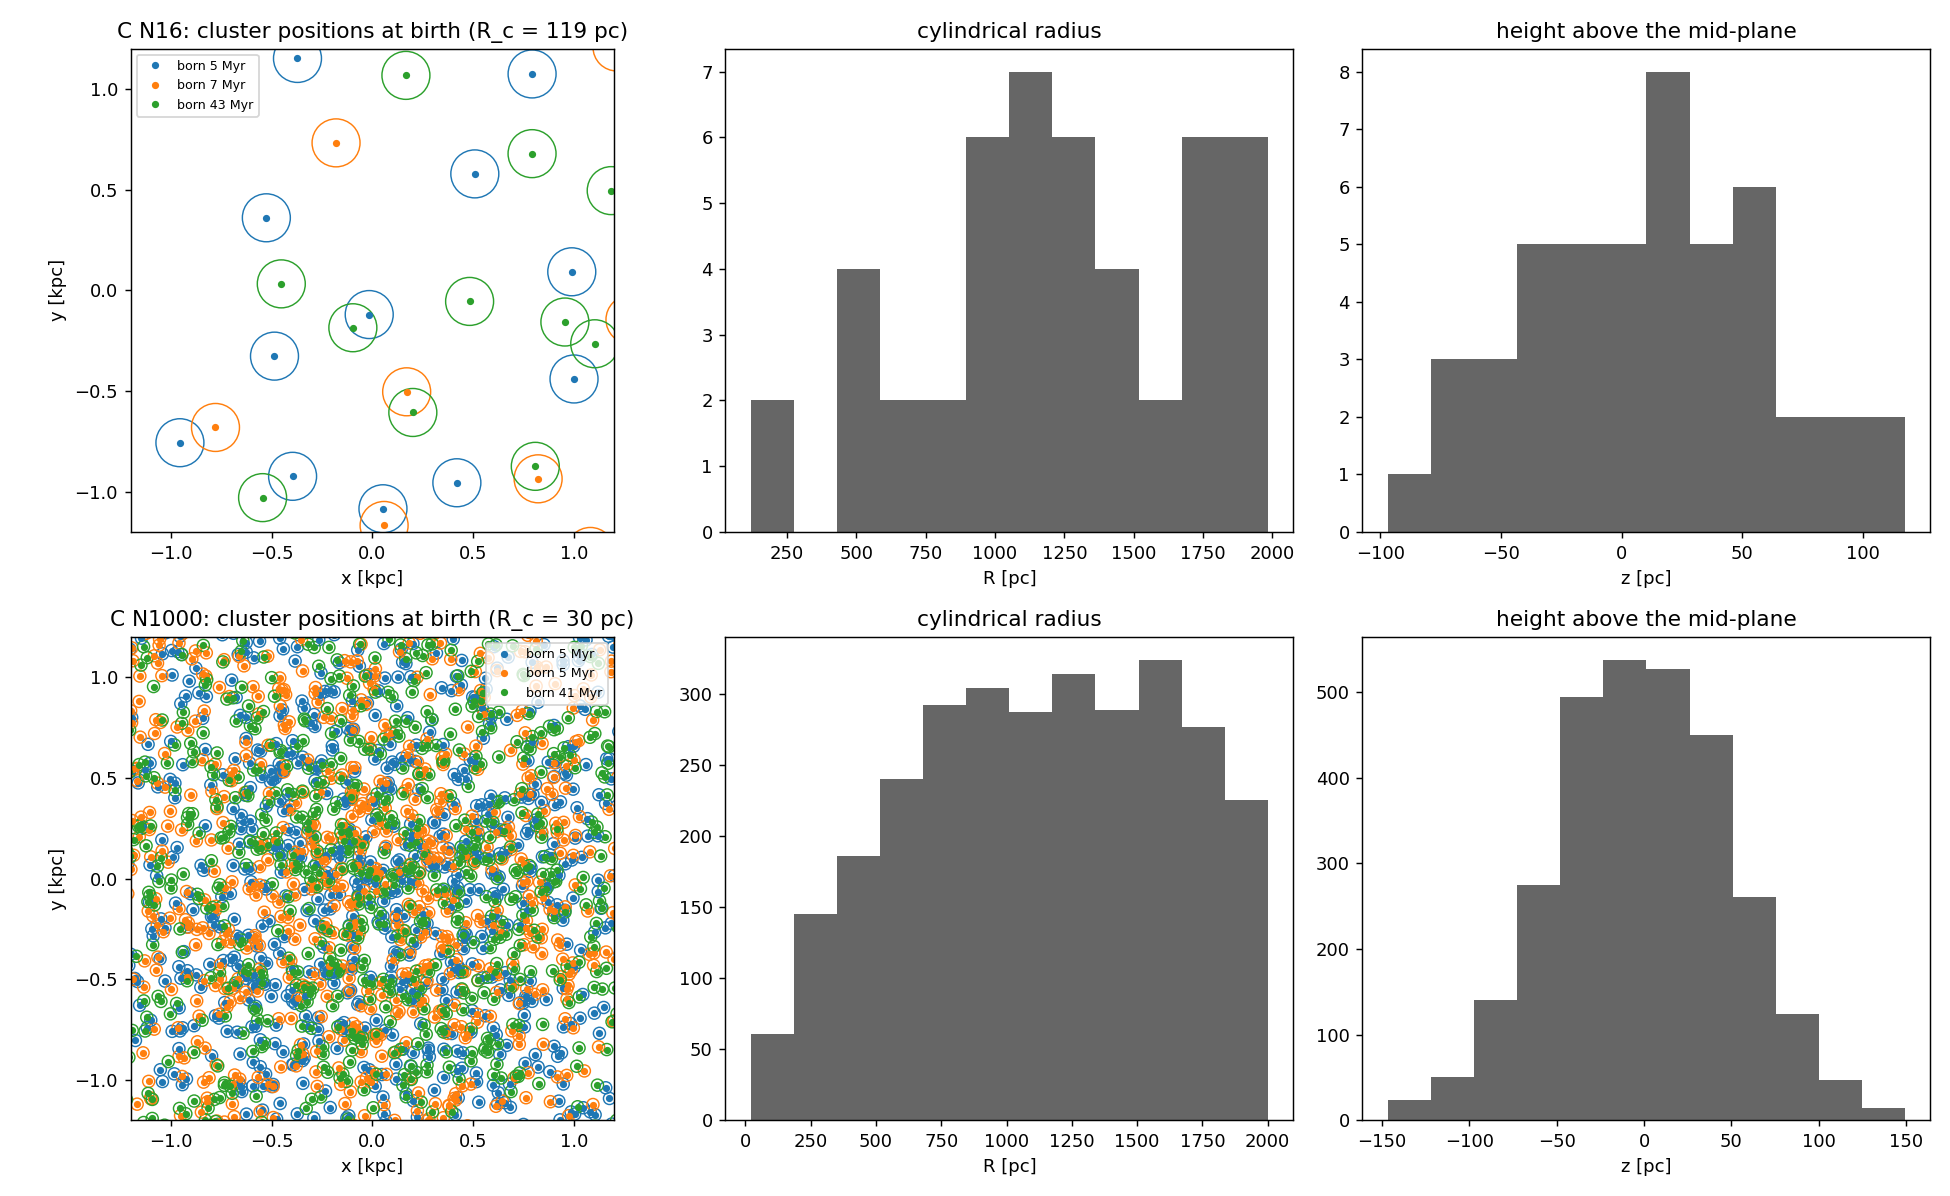 C N16: cluster positions at birth (R_c = 119 pc)
born 5 Myr
born 7 Myr
born 43 Myr
1.0
0.5
0.0
−0.5
−1.0
y [kpc]
−1.0 −0.5 0.0 0.5 1.0
x [kpc]
cylindrical radius
7
6
5
4
3
2
1
0
250 500 750 1000 1250 1500 1750 2000
R [pc]
height above the mid-plane
8
7
6
5
4
3
2
1
0
−100 −50 0 50 100
z [pc]
C N1000: cluster positions at birth (R_c = 30 pc)
born 5 Myr
born 5 Myr
born 41 Myr
1.0
0.5
0.0
−0.5
−1.0
y [kpc]
−1.0 −0.5 0.0 0.5 1.0
x [kpc]
cylindrical radius
300
250
200
150
100
50
0
0 250 500 750 1000 1250 1500 1750 2000
R [pc]
height above the mid-plane
500
400
300
200
100
0
−150 −100 −50 0 50 100 150
z [pc]